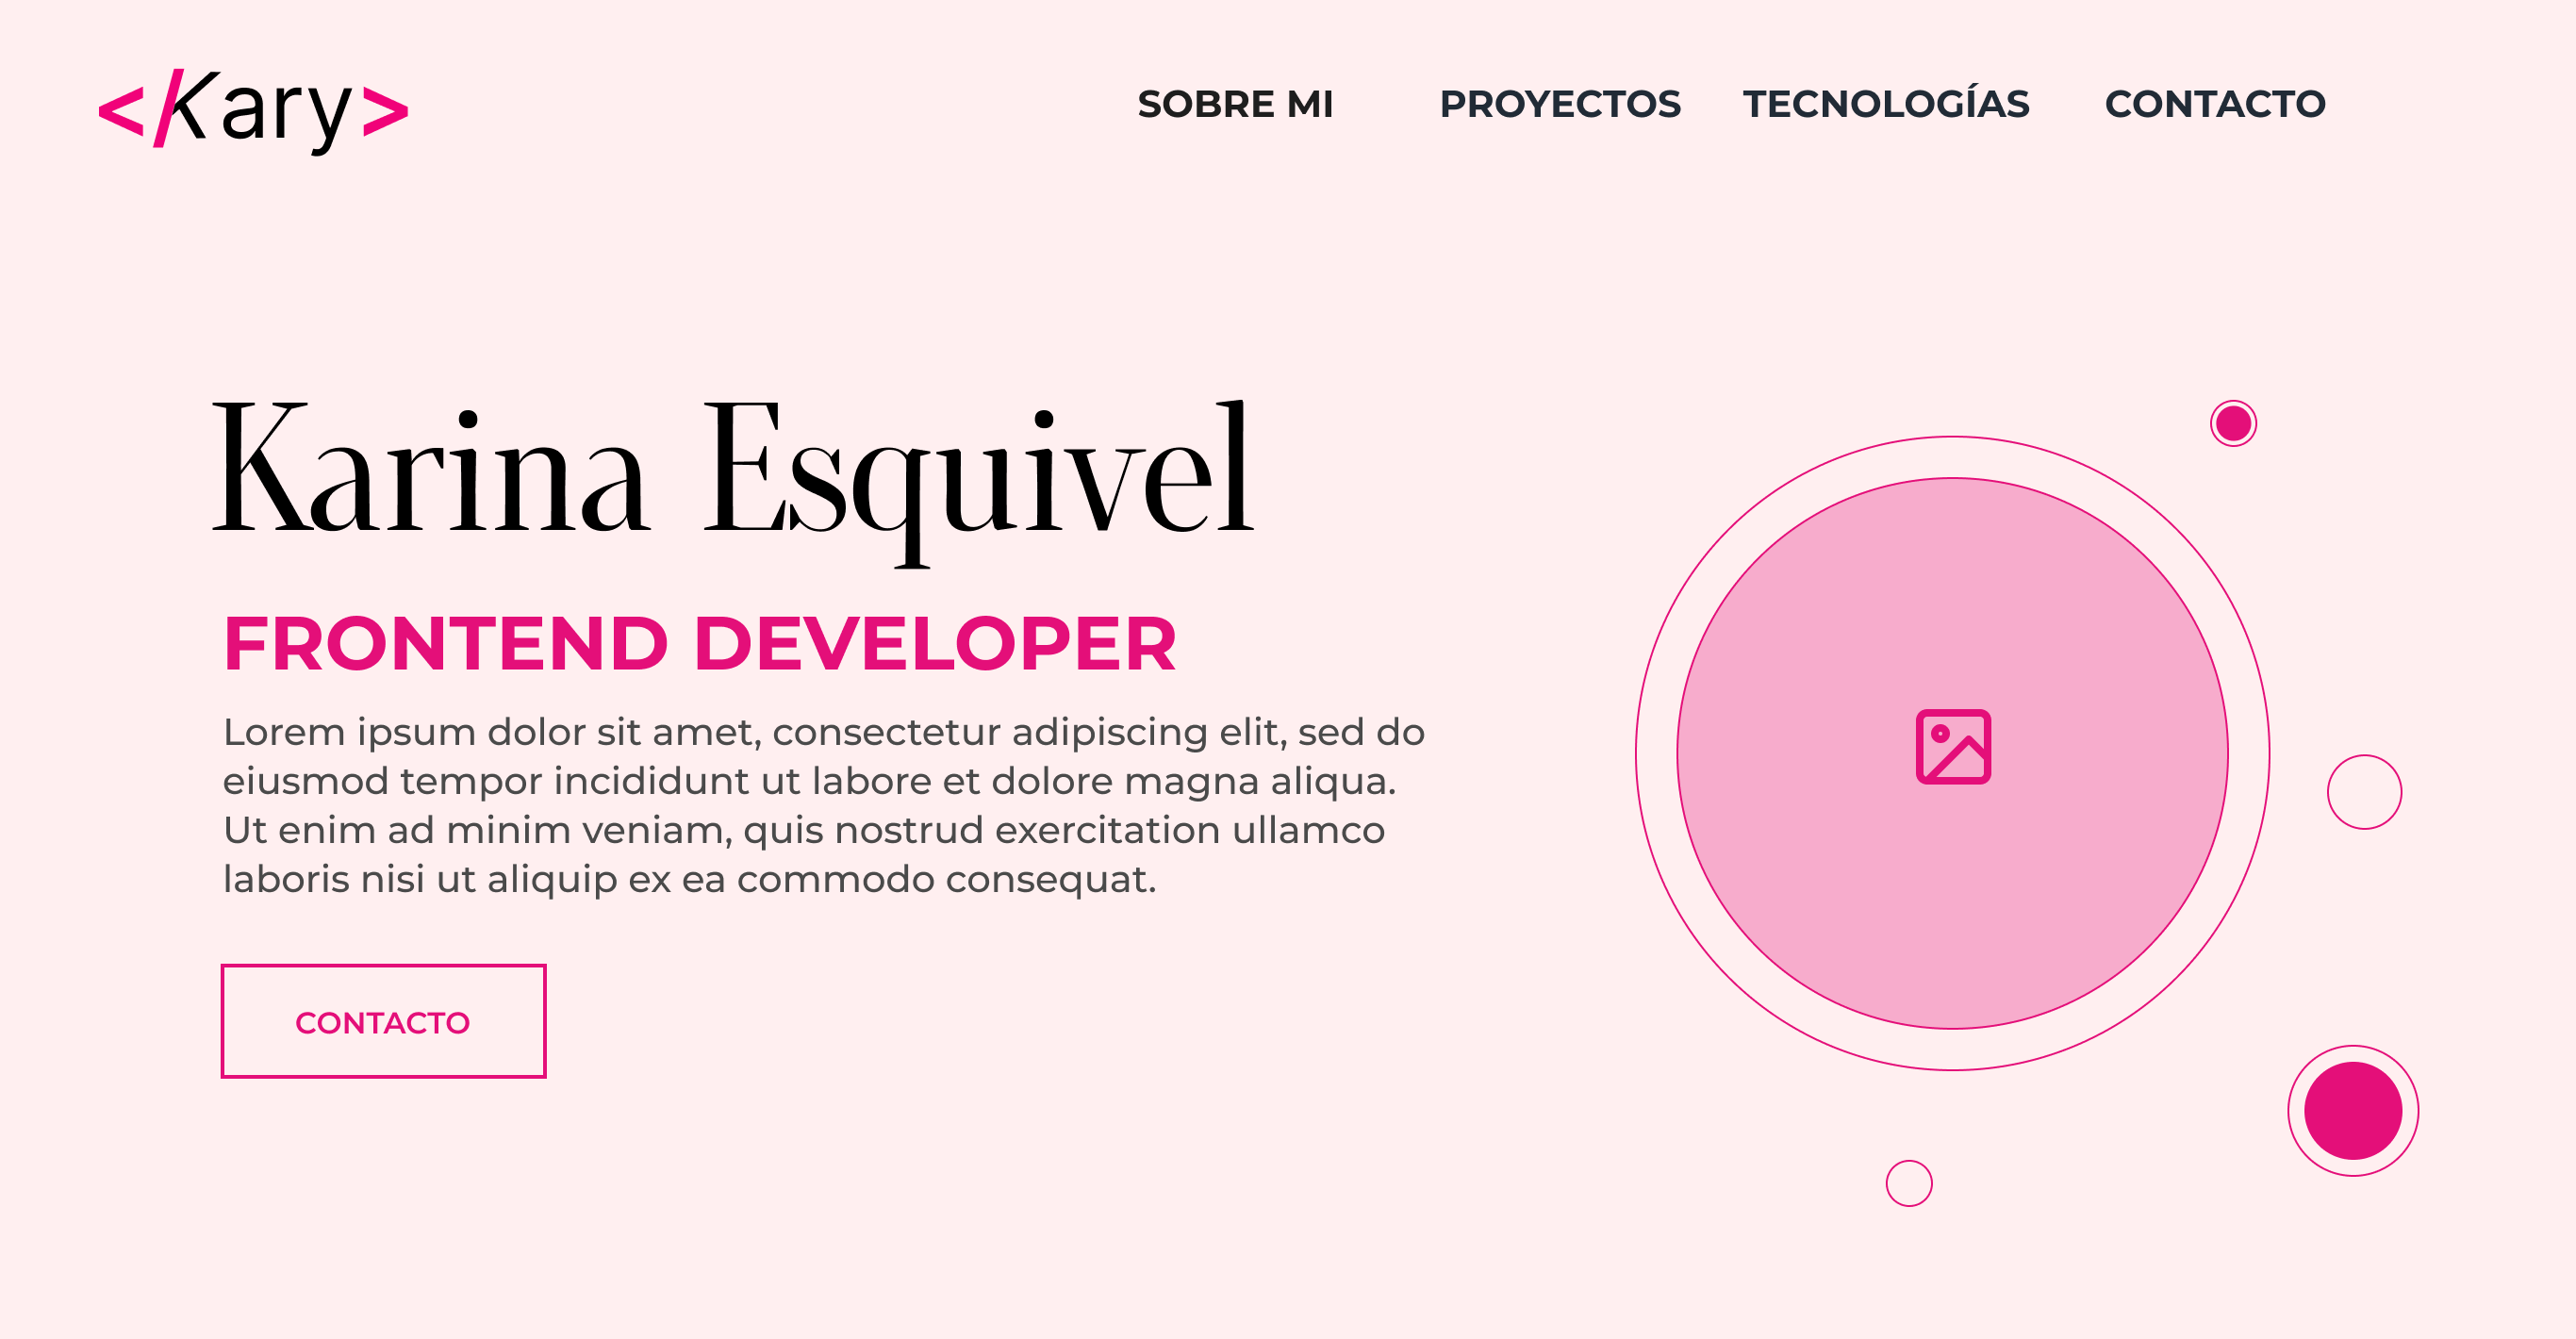 </Kary>
SOBRE MI PROYECTOS TECNOLOGÍAS CONTACTO
Karina Esquivel
FRONTEND DEVELOPER
Lorem ipsum dolor sit amet, consectetur adipiscing elit, sed do
eiusmod tempor incididunt ut labore et dolore magna aliqua.
Ut enim ad minim veniam, quis nostrud exercitation ullamco
laboris nisi ut aliquip ex ea commodo consequat.
CONTACTO